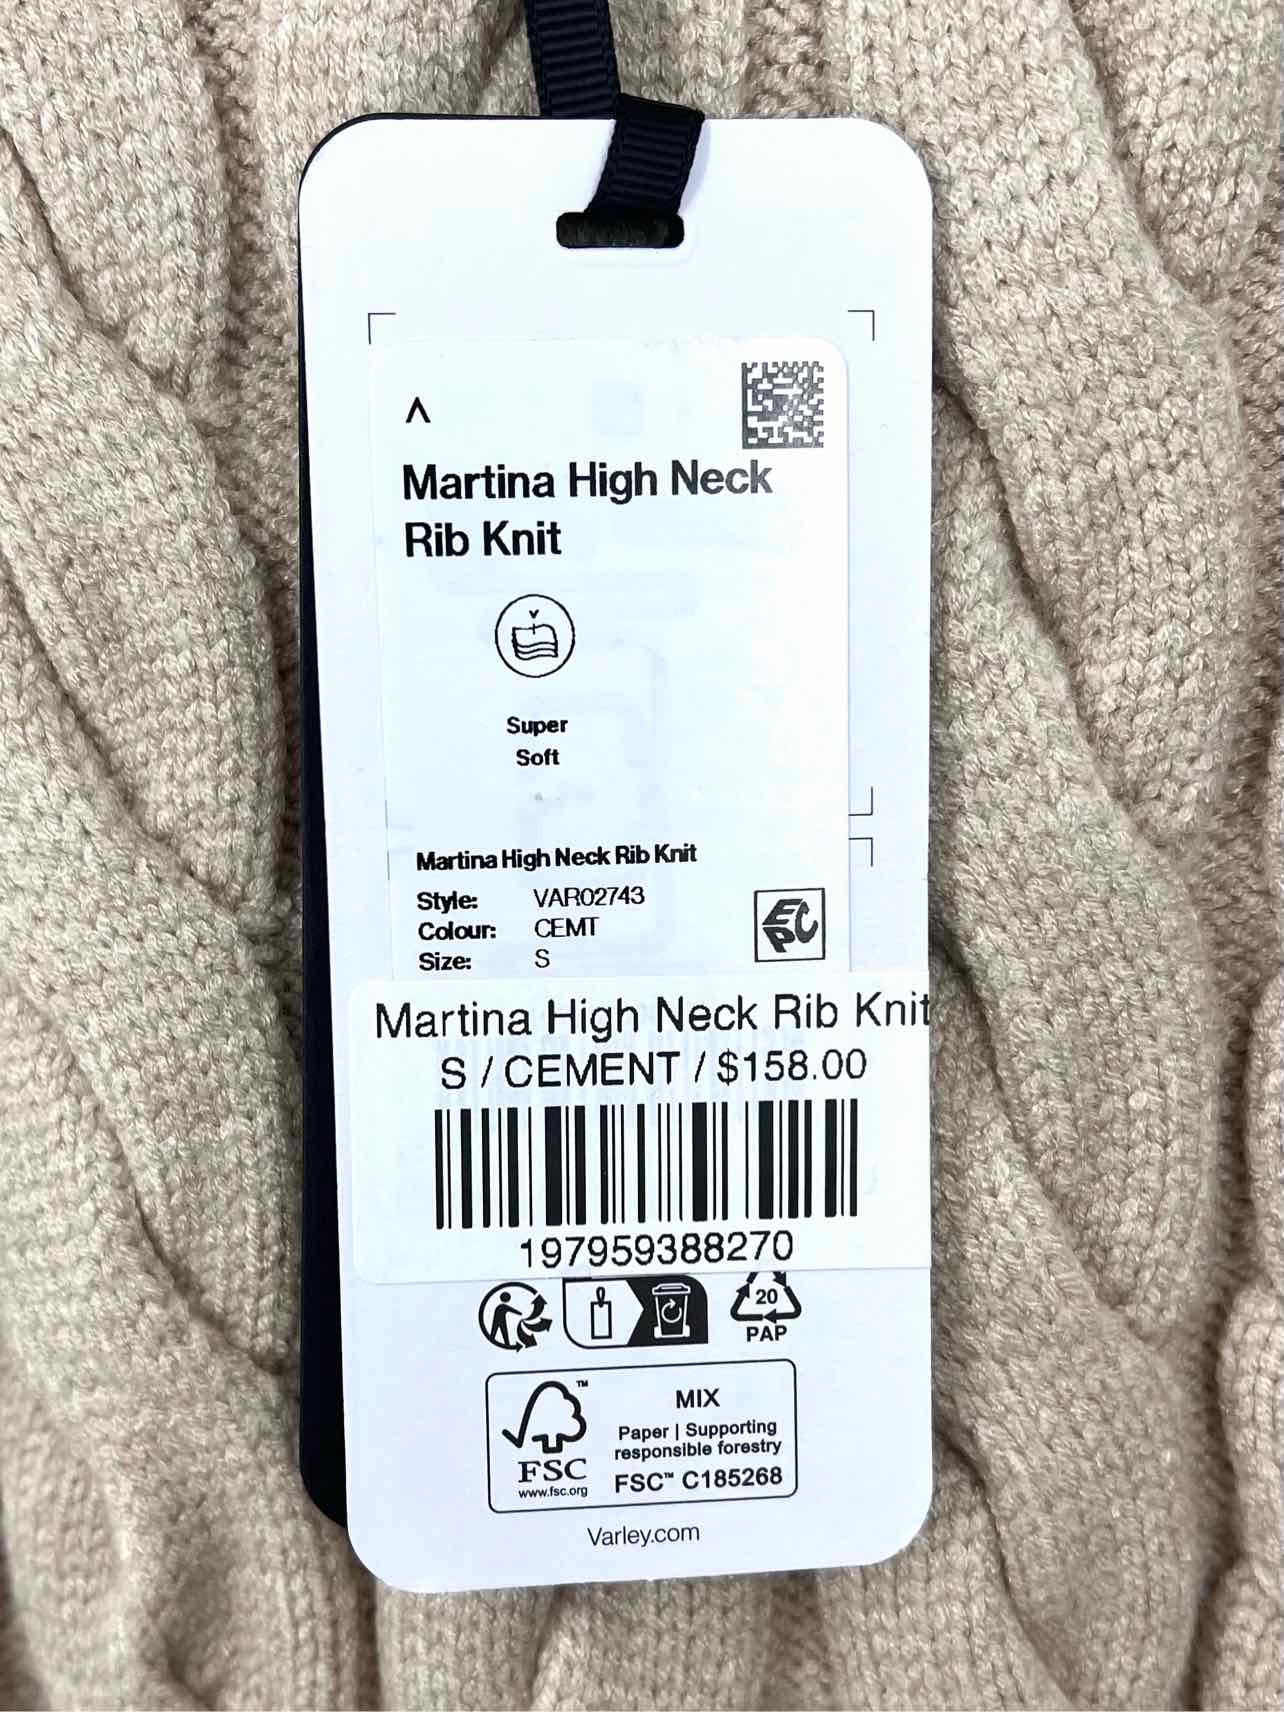 Martina High Neck
Rib Knit
Super
Soft
Martina High Neck Rib Knit
Style: VAR02743
Colour: CEMT
Size: S
EPC
Martina High Neck Rib Knit
S / CEMENT / $158.00
197959388270
20
PAP
FSC™
www.fsc.org
MIX
Paper | Supporting
responsible forestry
FSC™ C185268
Varley.com